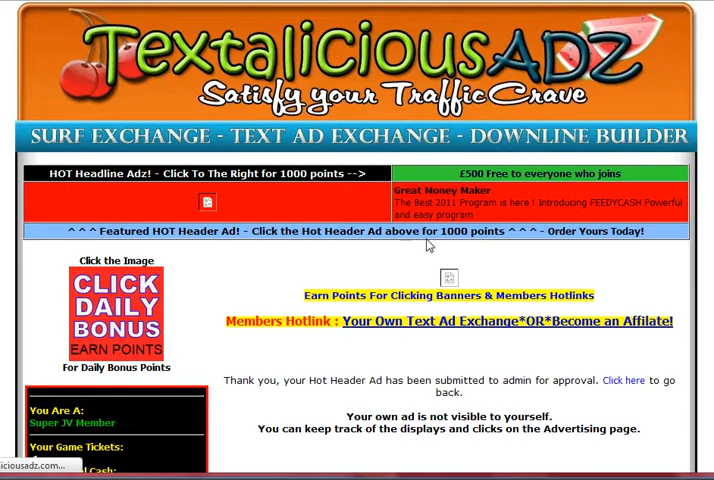 TextaliciousADZ
Satisfy your Traffic Crave
SURF EXCHANGE - TEXT AD EXCHANGE - DOWNLINE BUILDER
HOT Headline Adz! - Click To The Right for 1000 points -->
£500 Free to everyone who joins
Great Money Maker
The Best 2011 Program is here ! Introducing FEEDYCASH Powerful
and easy program
^ ^ ^ Featured HOT Header Ad! - Click the Hot Header Ad above for 1000 points ^ ^ ^ - Order Yours Today!
Click the Image
CLICK
DAILY
BONUS
EARN POINTS
For Daily Bonus Points
Earn Points For Clicking Banners & Members Hotlinks
Members Hotlink : Your Own Text Ad Exchange*OR*Become an Affilate!
Thank you, your Hot Header Ad has been submitted to admin for approval. Click here to go
back.
Your own ad is not visible to yourself.
You can keep track of the displays and clicks on the Advertising page.
You Are A:
Super JV Member
Your Game Tickets:
liciousadz.com...
Cash: